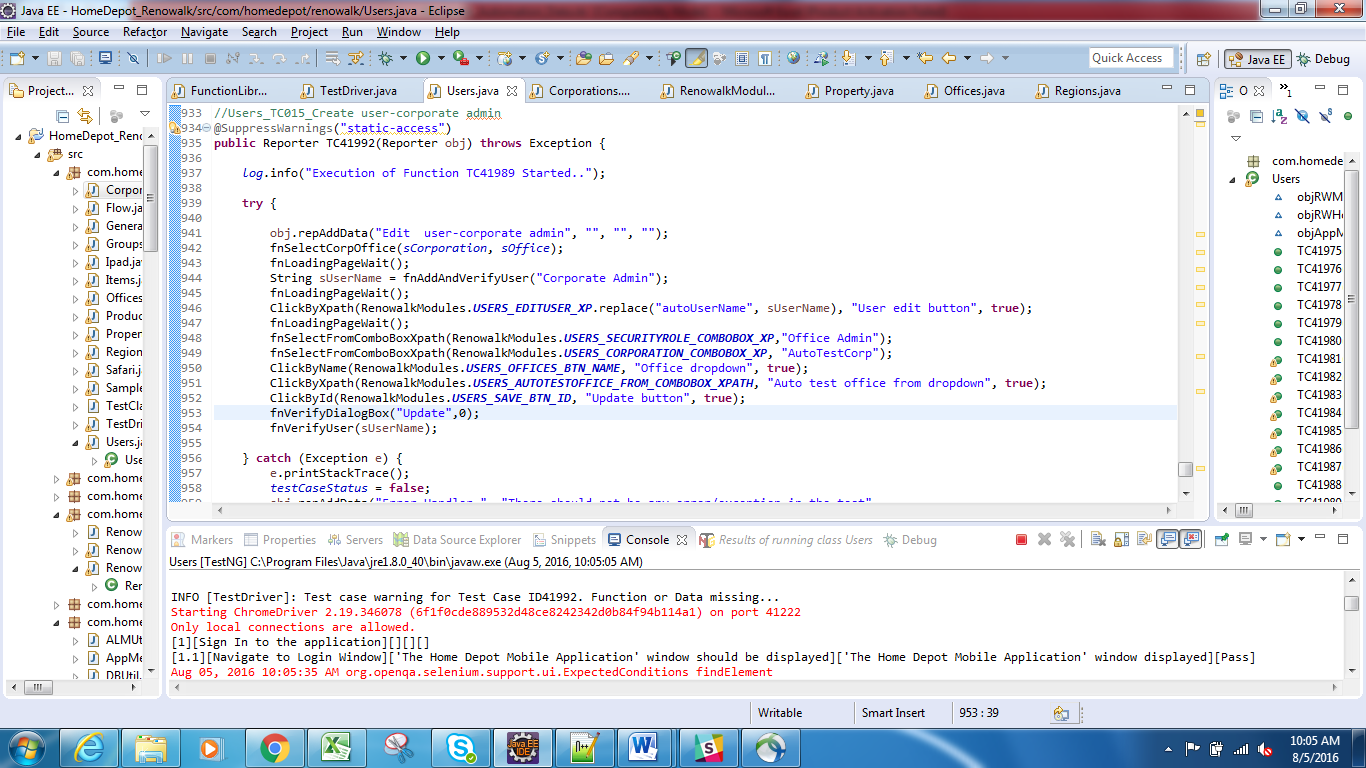 Java EE - HomeDepot_Renowalk/src/com/homedepot/renowalk/Users.java - Eclipse
File Edit Source Refactor Navigate Search Project Run Window Help
Quick Access Java EE Debug
Project...
FunctionLibr... TestDriver.java Users.java Corporations.... RenowalkModul... Property.java Offices.java Regions.java
O
1
HomeDepot_Reno
src
com.home
Corpor
Flow.ja
Genera
Groups
Ipad.jav
Items.j
Offices
Produc
Proper
Region
Safari.j
Sample
TestCla
TestDri
Users.ja
Use
com.home
com.home
com.home
Renow
Renow
Renow
Ren
com.home
com.home
ALMUt
AppMe
DBUtil.
933 //Users_TC015_Create user-corporate admin
934 @SuppressWarnings("static-access")
935 public Reporter TC41992(Reporter obj) throws Exception {
936
937 log.info("Execution of Function TC41989 Started..");
938
939 try {
940
941 obj.repAddData("Edit  user-corporate admin", "", "", "");
942 fnSelectCorpOffice(sCorporation, sOffice);
943 fnLoadingPageWait();
944 String sUserName = fnAddAndVerifyUser("Corporate Admin");
945 fnLoadingPageWait();
946 ClickByXpath(RenowalkModules.USERS_EDITUSER_XP.replace("autoUserName", sUserName), "User edit button", true);
947 fnLoadingPageWait();
948 fnSelectFromComboBoxXpath(RenowalkModules.USERS_SECURITYROLE_COMBOBOX_XP,"Office Admin");
949 fnSelectFromComboBoxXpath(RenowalkModules.USERS_CORPORATION_COMBOBOX_XP, "AutoTestCorp");
950 ClickByName(RenowalkModules.USERS_OFFICES_BTN_NAME, "Office dropdown", true);
951 ClickByXpath(RenowalkModules.USERS_AUTOTESTOFFICE_FROM_COMBOBOX_XPATH, "Auto test office from dropdown", true);
952 ClickById(RenowalkModules.USERS_SAVE_BTN_ID, "Update button", true);
953 fnVerifyDialogBox("Update",0);
954 fnVerifyUser(sUserName);
955
956 } catch (Exception e) {
957 e.printStackTrace();
958 testCaseStatus = false;
com.homede
Users
objRWM
objRWHo
objAppM
TC41975
TC41976
TC41977
TC41978
TC41979
TC41980
TC41981
TC41982
TC41983
TC41984
TC41985
TC41986
TC41987
TC41988
Markers Properties Servers Data Source Explorer Snippets Console Results of running class Users Debug
Users [TestNG] C:\Program Files\Java\jre1.8.0_40\bin\javaw.exe (Aug 5, 2016, 10:05:05 AM)
INFO [TestDriver]: Test case warning for Test Case ID41992. Function or Data missing...
Starting ChromeDriver 2.19.346078 (6f1f0cde889532d48ce8242342d0b84f94b114a1) on port 41222
Only local connections are allowed.
[1][Sign In to the application][][][]
[1.1][Navigate to Login Window]['The Home Depot Mobile Application' window should be displayed]['The Home Depot Mobile Application' window displayed][Pass]
Aug 05, 2016 10:05:35 AM org.openqa.selenium.support.ui.ExpectedConditions findElement
Writable Smart Insert 953 : 39
10:05 AM
8/5/2016